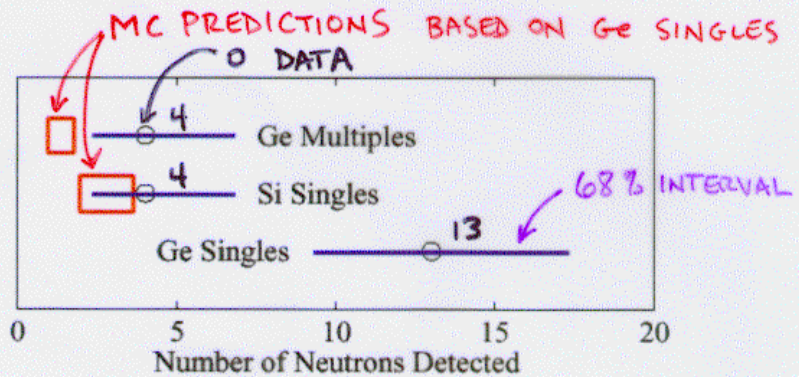 MC PREDICTIONS BASED ON Ge SINGLES
O DATA
4 Ge Multiples
4 Si Singles
68% INTERVAL
Ge Singles 13
0 5 10 15 20
Number of Neutrons Detected